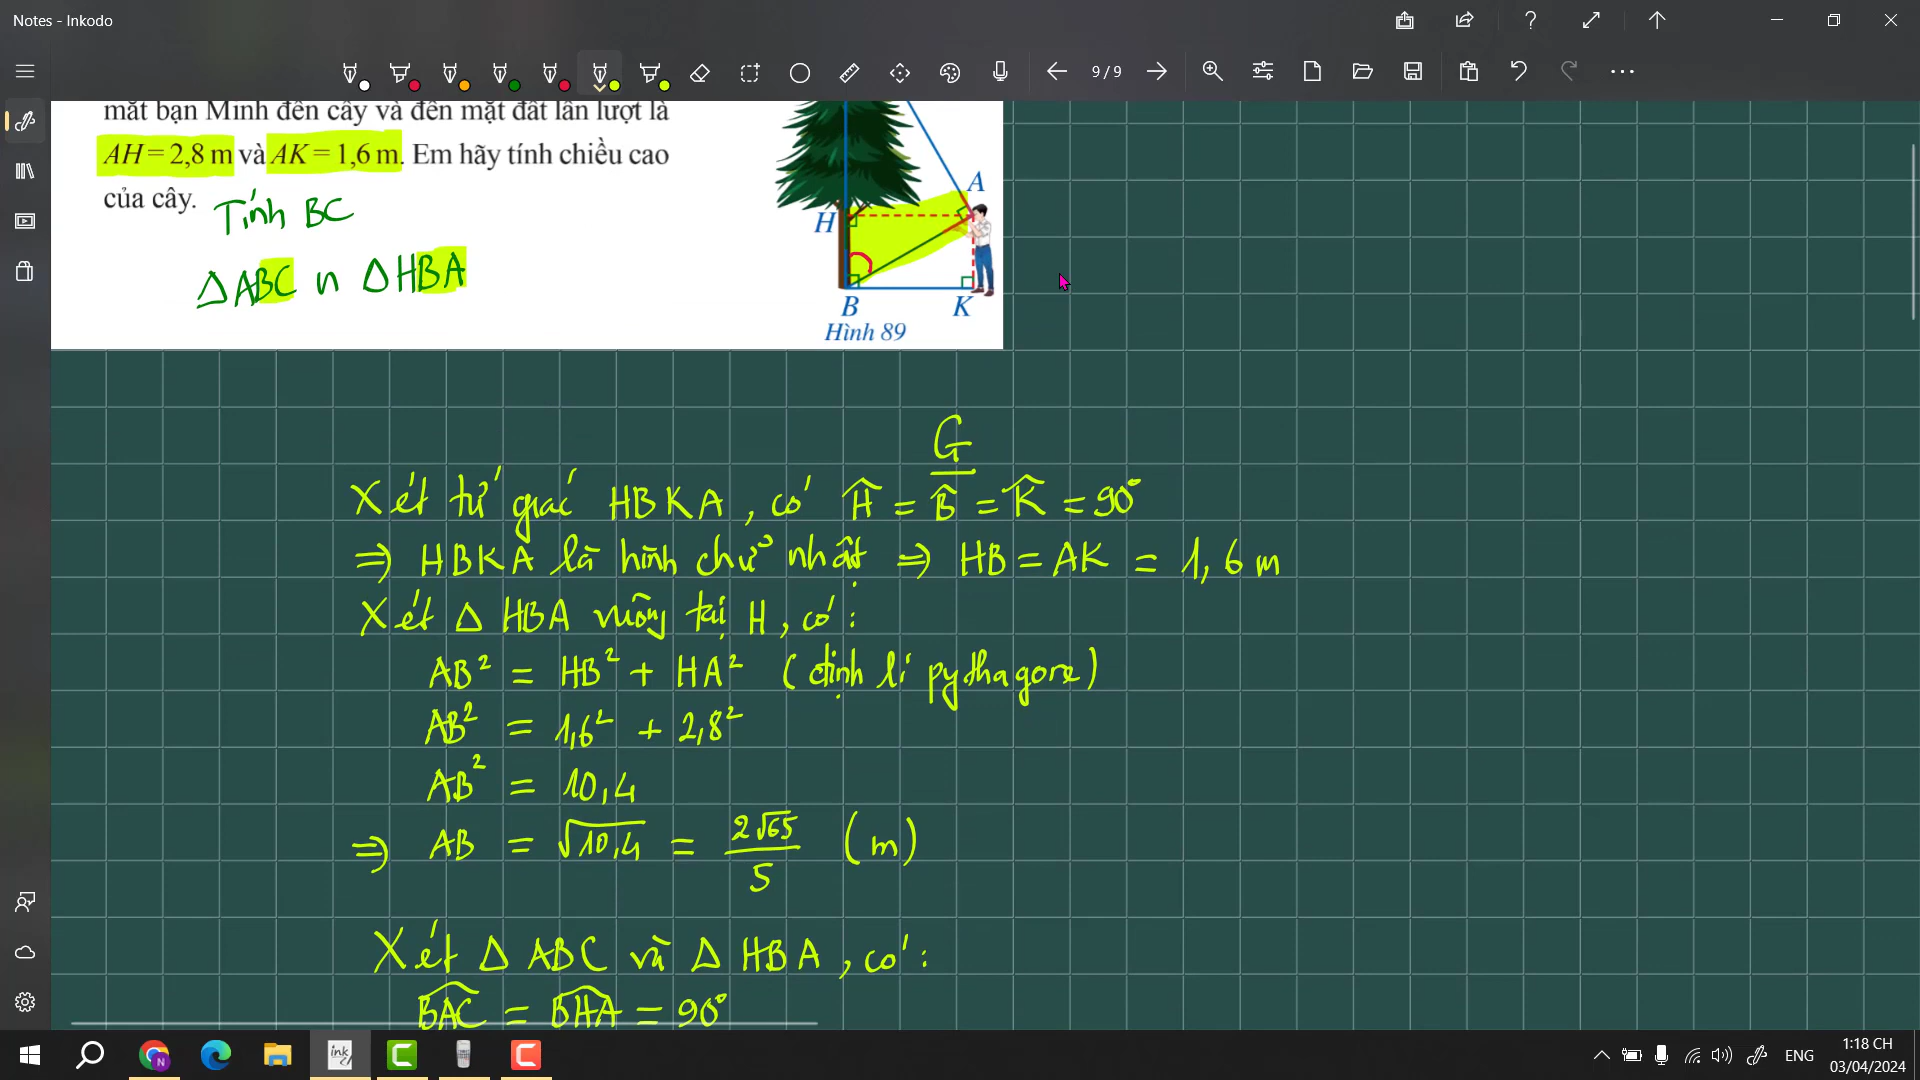 Notes - Inkodo
9 / 9
mắt bạn Minh đến cây và đến mặt đất lần lượt là
AH = 2,8 m và AK = 1,6 m. Em hãy tính chiều cao
của cây.
Tính BC
Δ ABC ∽ Δ HBA
A
H
B
K
Hình 89
G
Xét tứ giác HBKA, có Ĥ = B̂ = K̂ = 90°
⇒ HBKA là hình chữ nhật ⇒ HB = AK = 1,6 m
Xét Δ HBA vuông tại H, có:
AB² = HB² + HA² (định lí pythagore)
AB² = 1,6² + 2,8²
AB² = 10,4
⇒ AB = √10,4 = 2√65/5 (m)
Xét Δ ABC và Δ HBA, có:
BAC = BHA = 90°
ENG
1:18 CH
03/04/2024